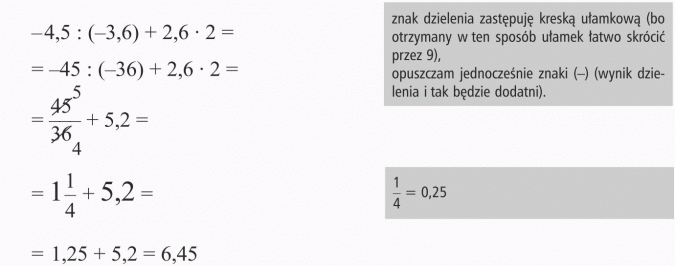 –4,5 : (–3,6) + 2,6 · 2 =
znak dzielenia zastępuję kreską ułamkową (bo
otrzymany w ten sposób ułamek łatwo skrócić
przez 9),
opuszczam jednocześnie znaki (–) (wynik dzie-
lenia i tak będzie dodatni).
= –45 : (–36) + 2,6 · 2 =
= 45 5 / 36 4 + 5,2 =
= 1 1/4 + 5,2 =
1/4 = 0,25
= 1,25 + 5,2 = 6,45